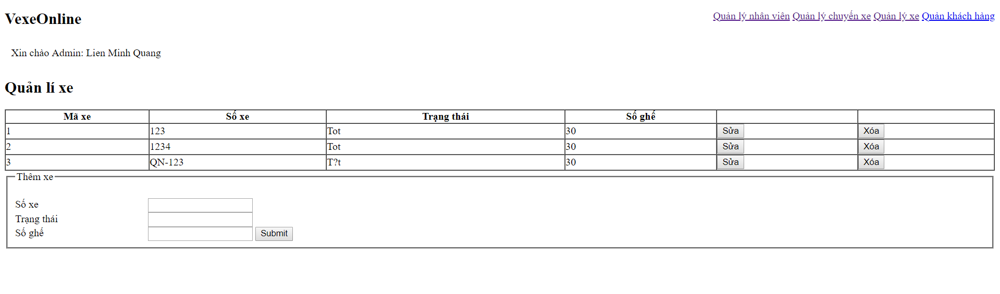 VexeOnline
Quản lý nhân viên Quản lý chuyến xe Quản lý xe Quản khách hàng
Xin chào Admin: Lien Minh Quang
Quản lí xe
Mã xe Số xe Trạng thái Số ghế
1 123 Tot 30 Sửa Xóa
2 1234 Tot 30 Sửa Xóa
3 QN-123 T?t 30 Sửa Xóa
Thêm xe
Số xe
Trạng thái
Số ghế Submit